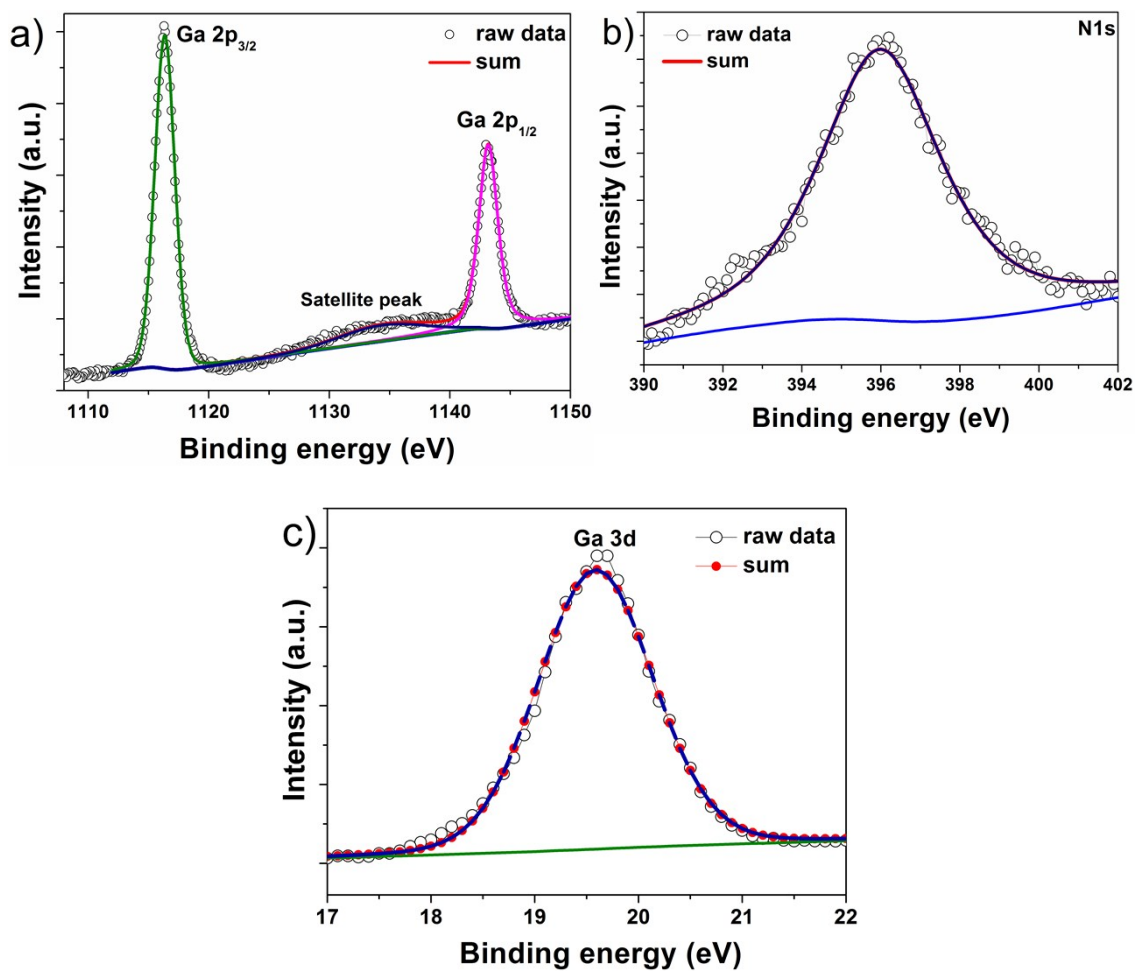 a)
Ga 2p3/2
raw data
sum
Ga 2p1/2
Satellite peak
Intensity (a.u.)
1110 1120 1130 1140 1150
Binding energy (eV)
b)
N1s
raw data
sum
Intensity (a.u.)
390 392 394 396 398 400 402
Binding energy (eV)
c)
Ga 3d
raw data
sum
Intensity (a.u.)
17 18 19 20 21 22
Binding energy (eV)